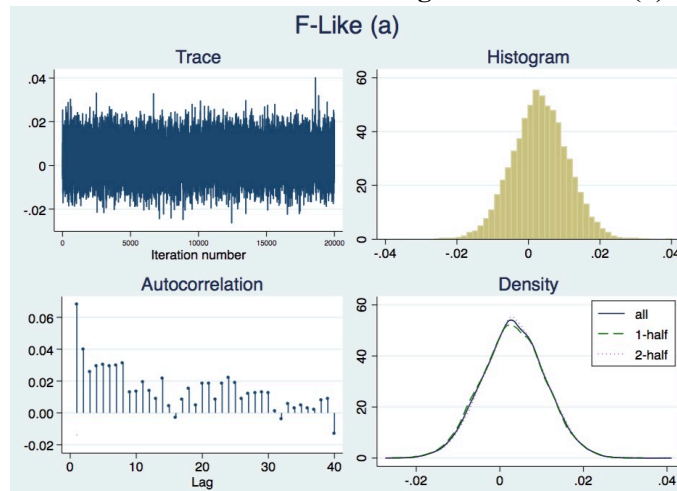 F-Like (a)
Trace
.04
.02
0
-.02
0 5000 10000 15000 20000
Iteration number
Histogram
60
40
20
0
-.04 -.02 0 .02 .04
Autocorrelation
0.06
0.04
0.02
0.00
-0.02
0 10 20 30 40
Lag
Density
all
1-half
2-half
60
40
20
0
-.02 0 .02 .04